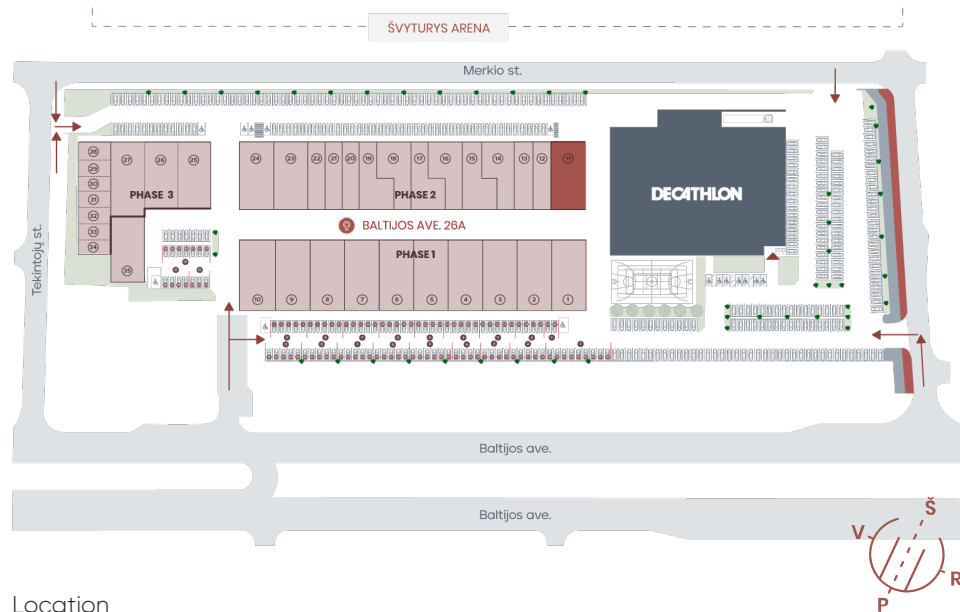 ŠVYTURYS ARENA
Merkio st.
28
29
30
31
32
33
34
27
26
25
PHASE 3
35
24
23
22
21
20
19
18
17
16
15
14
13
12
11
PHASE 2
DECATHLON
BALTIJOS AVE. 26A
PHASE 1
10
9
8
7
6
5
4
3
2
1
Tekintojų st.
Baltijos ave.
Baltijos ave.
Š
V
R
P
Location